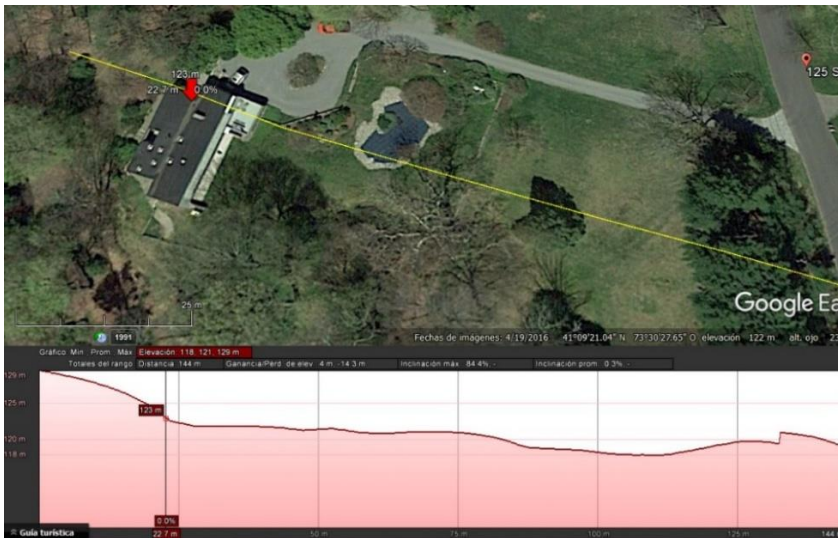 125 S
123 m
22.7 m 0.0%
25 m
1991
Google Ea
Fechas de imágenes: 4/19/2016 41°09'21.04" N 73°30'27.65" O elevación 122 m alt. ojo 23
Gráfico Min Prom Máx Elevación: 118, 121, 129 m
Totales del rango: Distancia 144 m Ganancia/Perd. de elev. 4 m, -14.3 m Inclinación máx. 84.4%, - Inclinación prom. 0.3%, -
129 m
125 m
123 m
120 m
118 m
0.0%
Guía turística
22.7 m
50 m
75 m
100 m
125 m
144 m